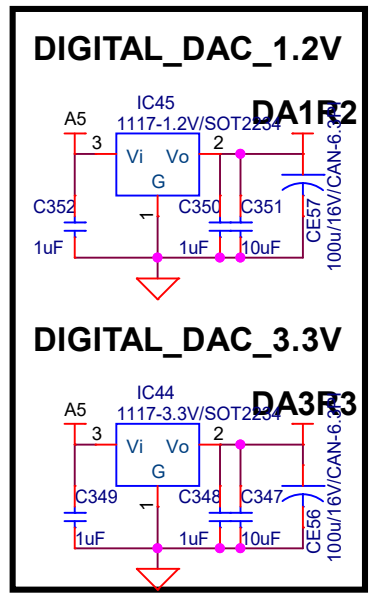 DIGITAL_DAC_1.2V
IC45
1117-1.2V/SOT2234
DA1R2
A5
3
Vi
Vo
2
G
1
C352
1uF
C350
1uF
C351
10uF
CE57
100u/16V/CAN-6.3
DIGITAL_DAC_3.3V
IC44
1117-3.3V/SOT2234
DA3R3
A5
3
Vi
Vo
2
G
1
C349
1uF
C348
1uF
C347
10uF
CE56
100u/16V/CAN-6.3